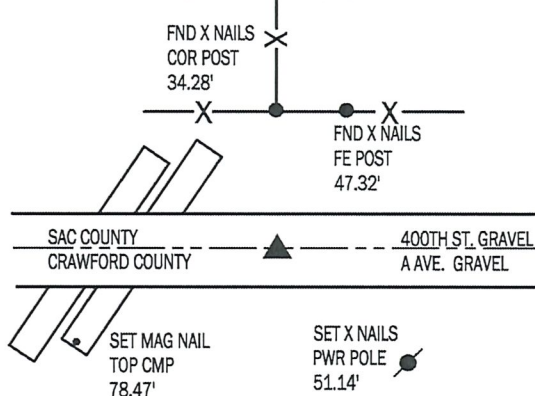 FND X NAILS
COR POST
34.28'
X
X
X
FND X NAILS
FE POST
47.32'
SAC COUNTY
CRAWFORD COUNTY
400TH ST. GRAVEL
A AVE. GRAVEL
SET MAG NAIL
TOP CMP
78.47'
SET X NAILS
PWR POLE
51.14'